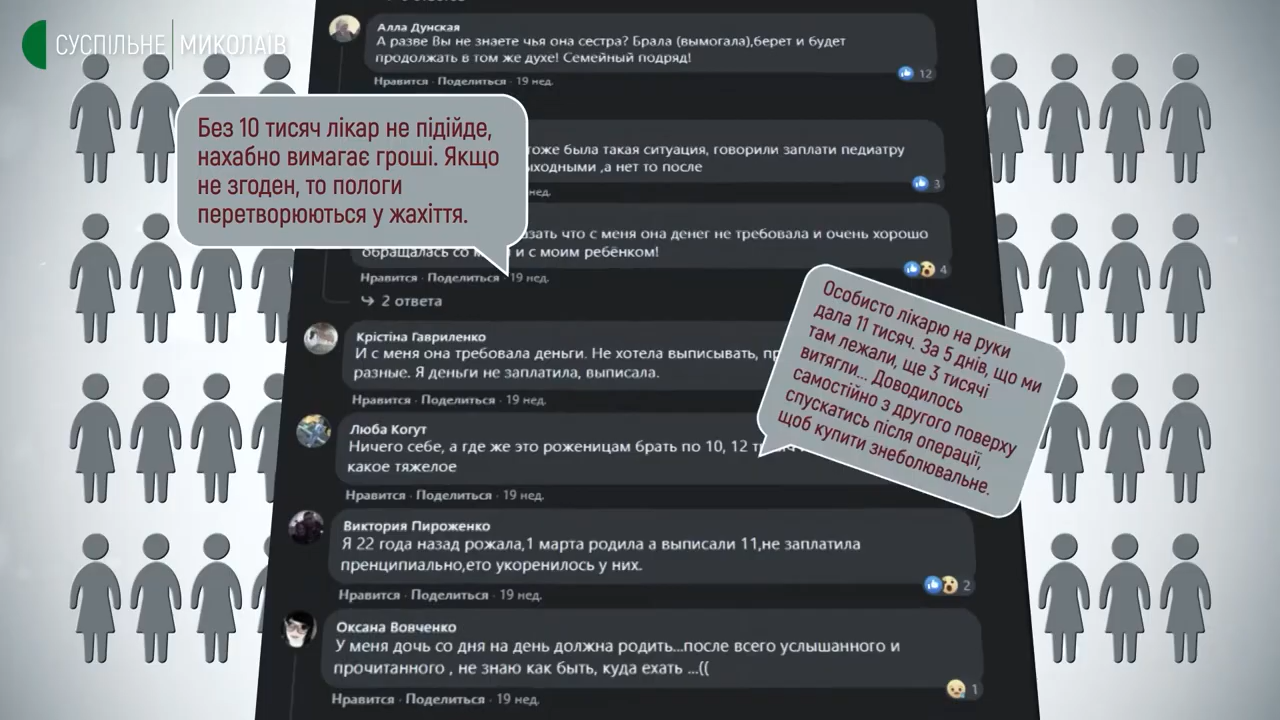 СУСПІЛЬНЕ МИКОЛАЇВ
Алла Дунская
А разве Вы не знаете чья она сестра? Брала (вымогала),берет и будет
продолжать в том же духе! Семейный подряд!
12
Нравится · Поделиться · 19 нед.
Без 10 тисяч лікар не підійде,
нахабно вимагає гроші. Якщо
не згоден, то пологи
перетворюються у жахіття.
тоже была такая ситуация, говорили заплати педиатру
,а нет то после
3
нед.
что с меня она денег не требовала и очень хорошо
обращалась со и с моим ребёнком!
Нравится · Поделиться · 19 нед.
4
2 ответа
Крістіна Гавриленко
И с меня она требовала деньги. Не хотела выписывать,
разные. Я деньги не заплатила, выписала.
Нравится · Поделиться · 19 нед.
Особисто лікарю на руки
дала 11 тисяч. За 5 днів, що ми
там лежали, ще 3 тисячі
витягли... Доводилось
самостійно з другого поверху
спускатись після операції,
щоб купити знеболювальне.
Люба Когут
Ничего себе, а где же это роженицам брать по 10, 12
какое тяжелое
Нравится · Поделиться · 19 нед.
Виктория Пироженко
Я 22 года назад рожала,1 марта родила а выписали 11,не заплатила
пренципиально,ето укоренилось у них.
2
Нравится · Поделиться · 19 нед.
Оксана Вовченко
У меня дочь со дня на день должна родить...после всего услышанного и
прочитанного , не знаю как быть, куда ехать ...((
1
Нравится · Поделиться · 19 нед.